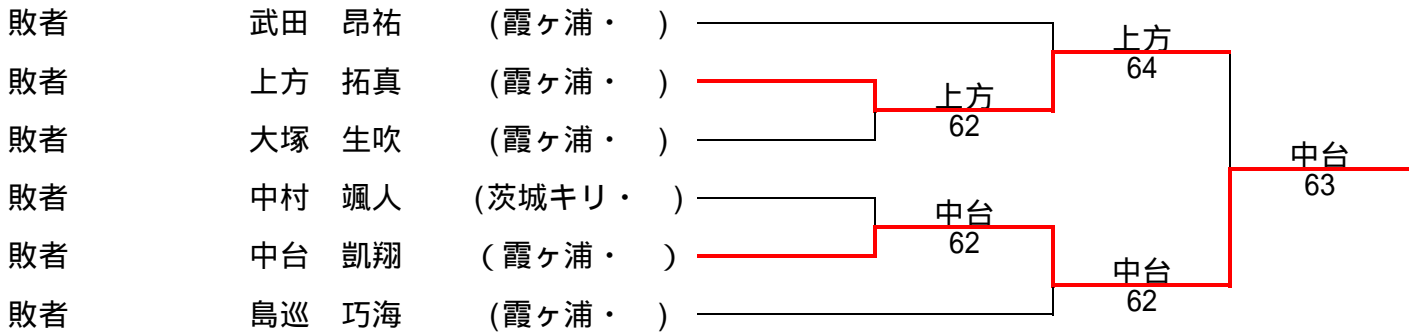 敗者 武田 昂祐 (霞ヶ浦・ )
上方
64
敗者 上方 拓真 (霞ヶ浦・ )
上方
62
敗者 大塚 生吹 (霞ヶ浦・ )
中台
63
敗者 中村 颯人 (茨城キリ・ )
中台
62
敗者 中台 凱翔 (霞ヶ浦・ )
中台
62
敗者 島巡 巧海 (霞ヶ浦・ )